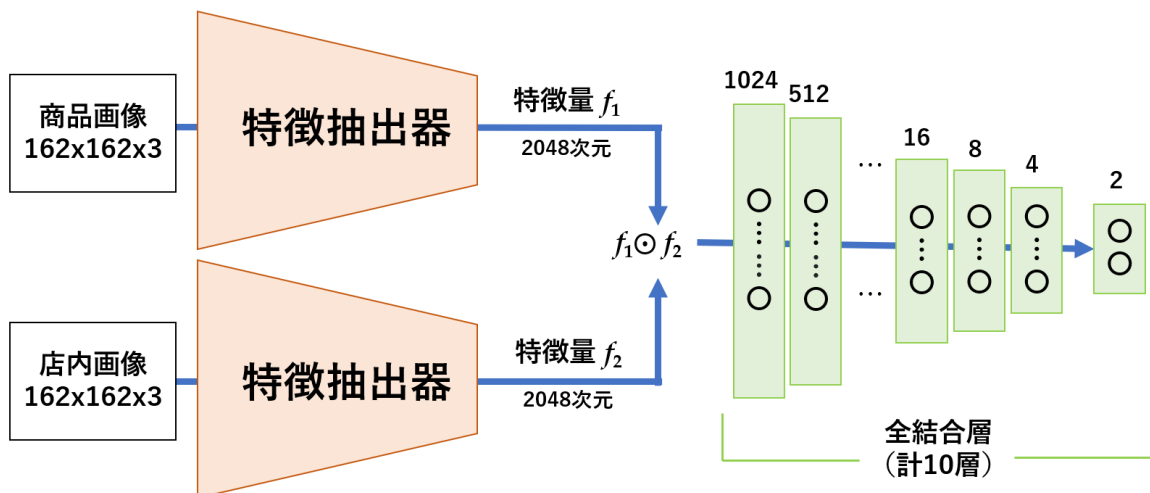 商品画像
162x162x3
特徴抽出器
特徴量 f₁
2048次元
店内画像
162x162x3
特徴抽出器
特徴量 f₂
2048次元
f₁⊙f₂
1024
512
…
16
8
4
2
…
全結合層
（計10層）